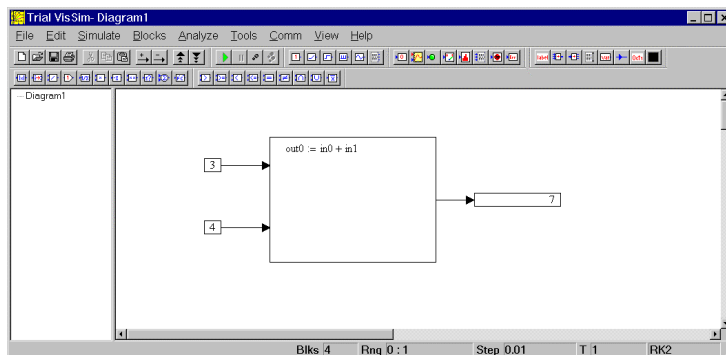 Trial VisSim- Diagram1
File Edit Simulate Blocks Analyze Tools Comm View Help
Diagram1
out0 := in0 + in1
3
7
4
Blks 4 Rng 0 : 1 Step 0.01 T 1 RK2